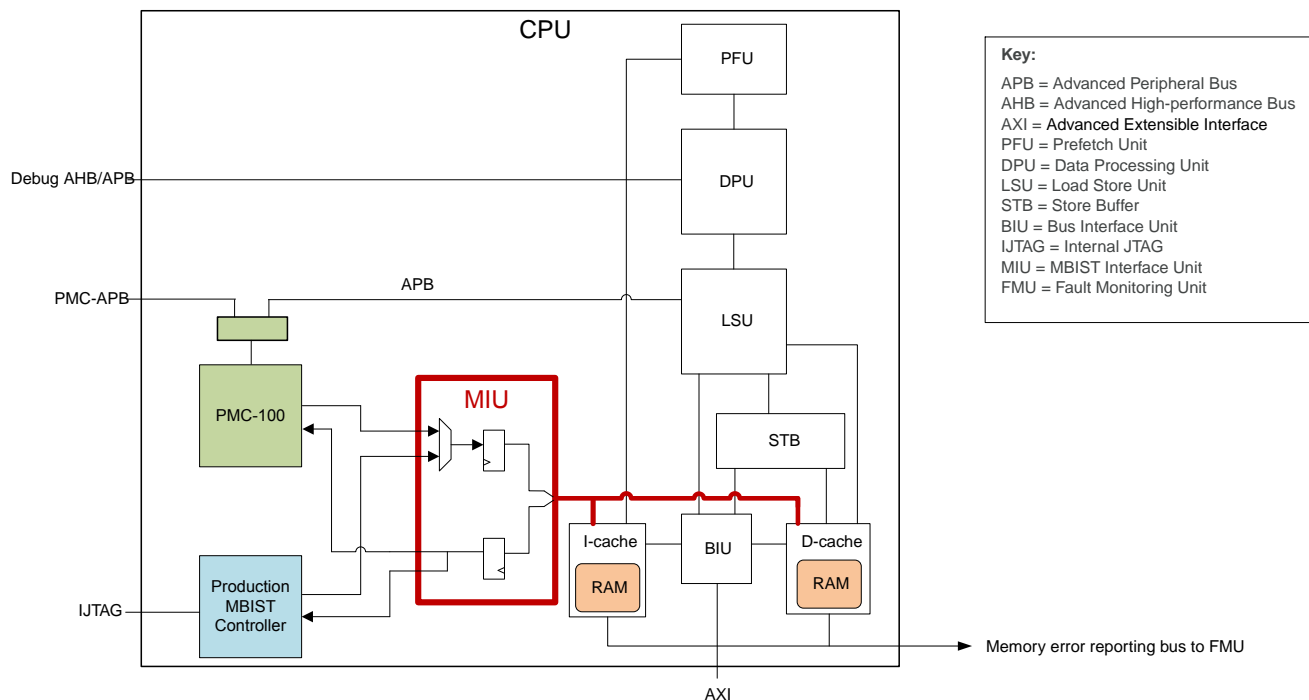 CPU
PFU
Key:
APB = Advanced Peripheral Bus
AHB = Advanced High-performance Bus
AXI = Advanced Extensible Interface
PFU = Prefetch Unit
DPU = Data Processing Unit
LSU = Load Store Unit
STB = Store Buffer
BIU = Bus Interface Unit
IJTAG = Internal JTAG
MIU = MBIST Interface Unit
FMU = Fault Monitoring Unit
Debug AHB/APB
DPU
PMC-APB
APB
LSU
PMC-100
MIU
STB
I-cache
BIU
D-cache
RAM
RAM
Production
MBIST
Controller
IJTAG
Memory error reporting bus to FMU
AXI